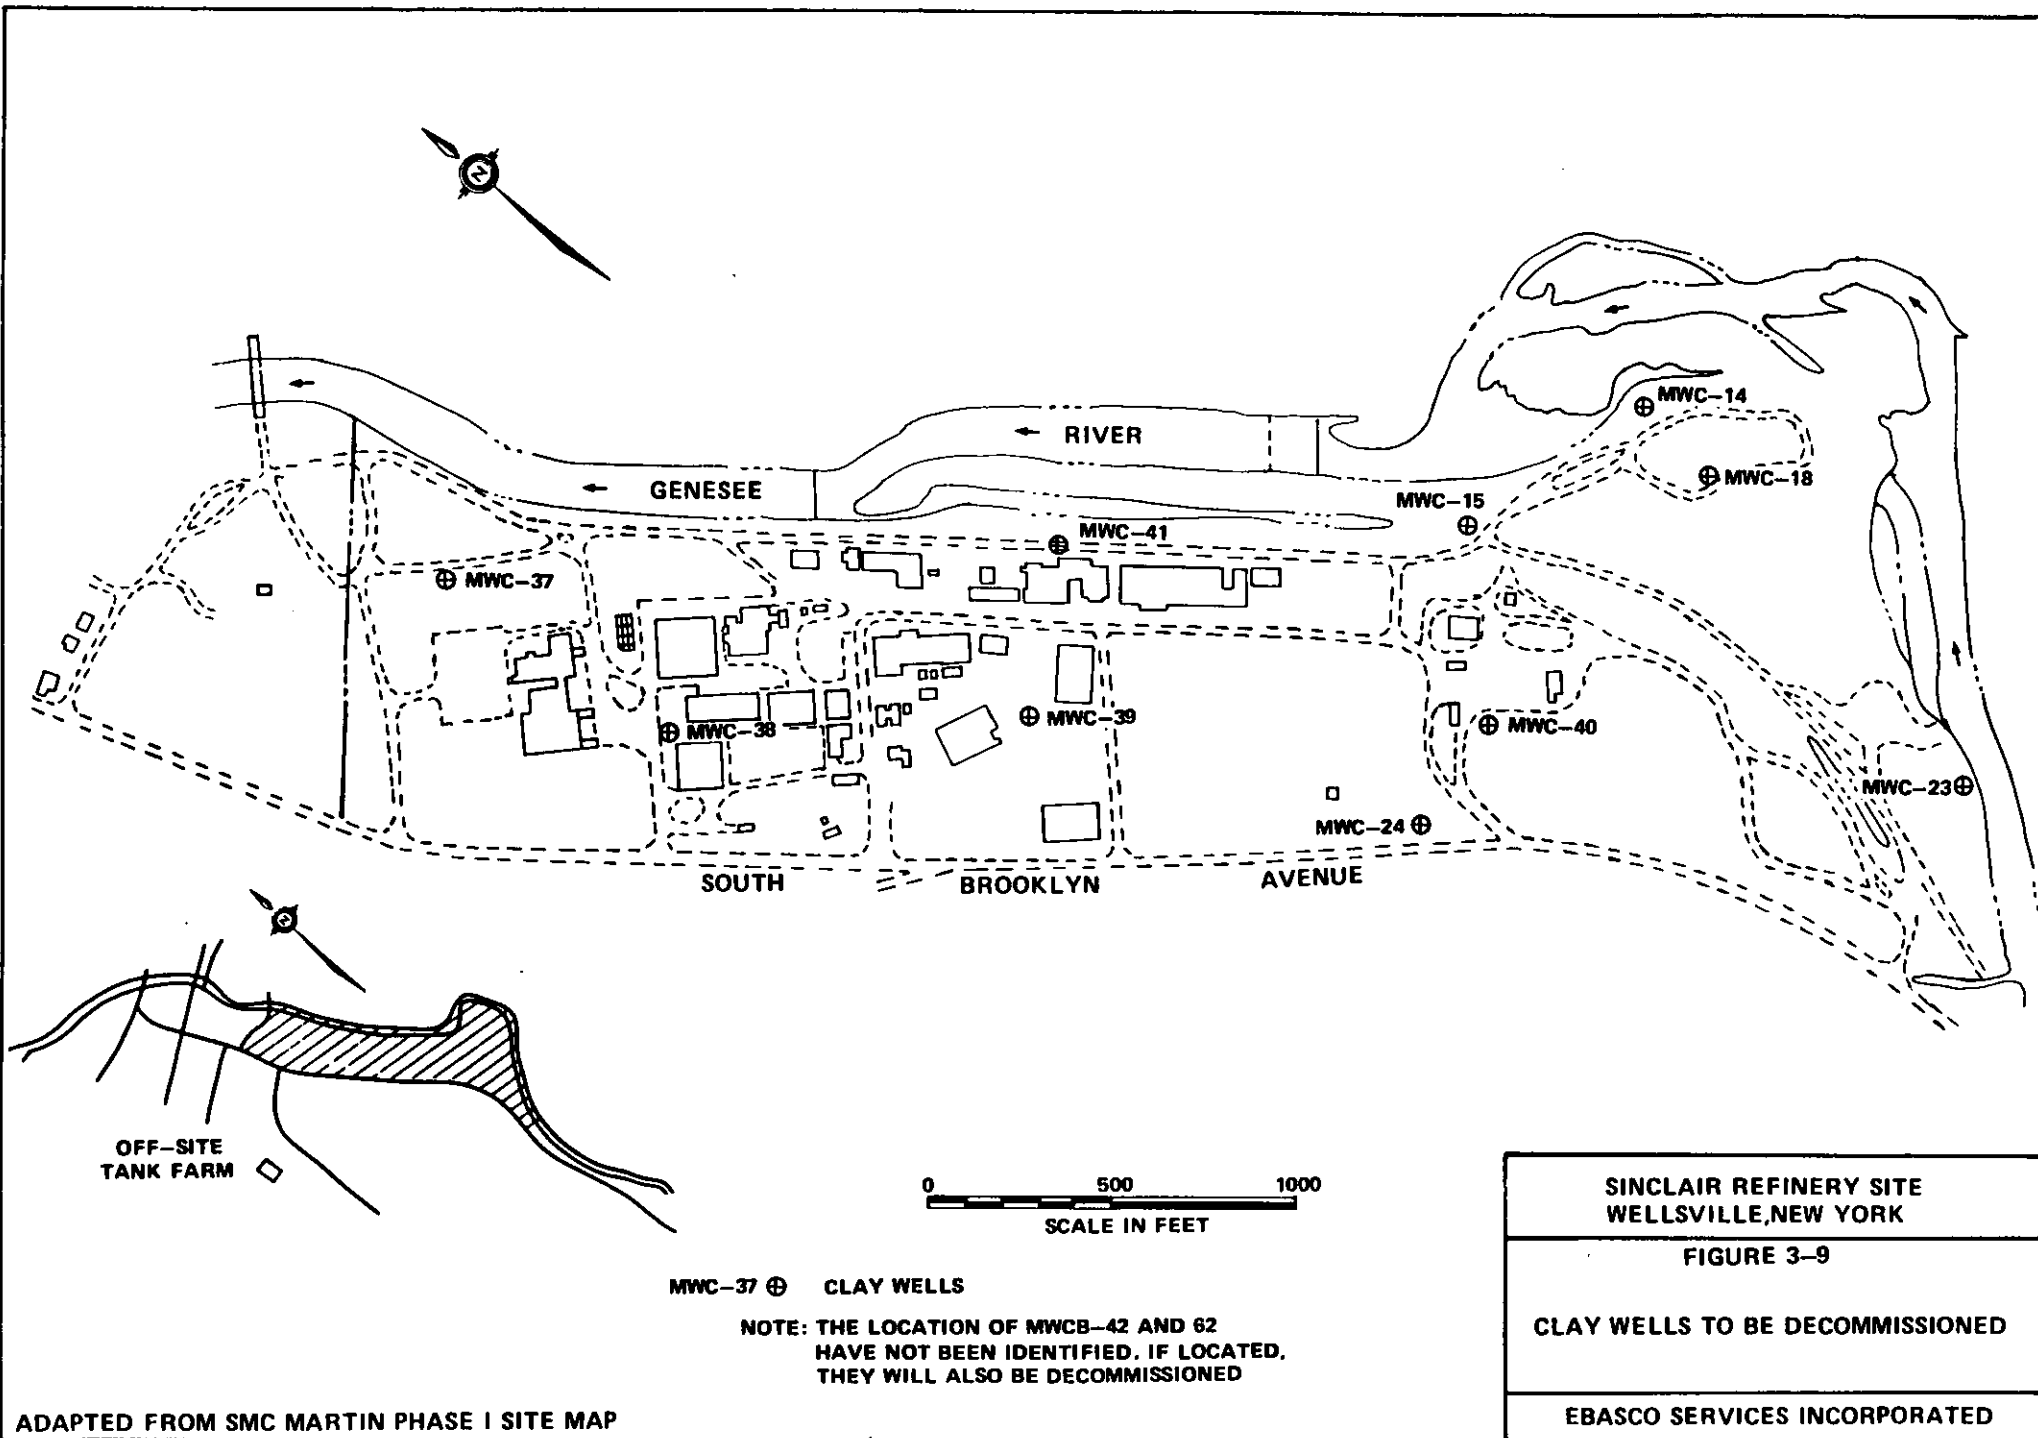 N
MWC-14
RIVER
MWC-18
GENESEE
MWC-15
MWC-41
MWC-37
MWC-39
MWC-40
MWC-38
MWC-23
MWC-24
SOUTH BROOKLYN AVENUE
N
OFF-SITE
TANK FARM
0 500 1000
SCALE IN FEET
MWC-37 CLAY WELLS
NOTE: THE LOCATION OF MWCB-42 AND 62
HAVE NOT BEEN IDENTIFIED. IF LOCATED,
THEY WILL ALSO BE DECOMMISSIONED
SINCLAIR REFINERY SITE
WELLSVILLE,NEW YORK
FIGURE 3-9
CLAY WELLS TO BE DECOMMISSIONED
EBASCO SERVICES INCORPORATED
ADAPTED FROM SMC MARTIN PHASE I SITE MAP